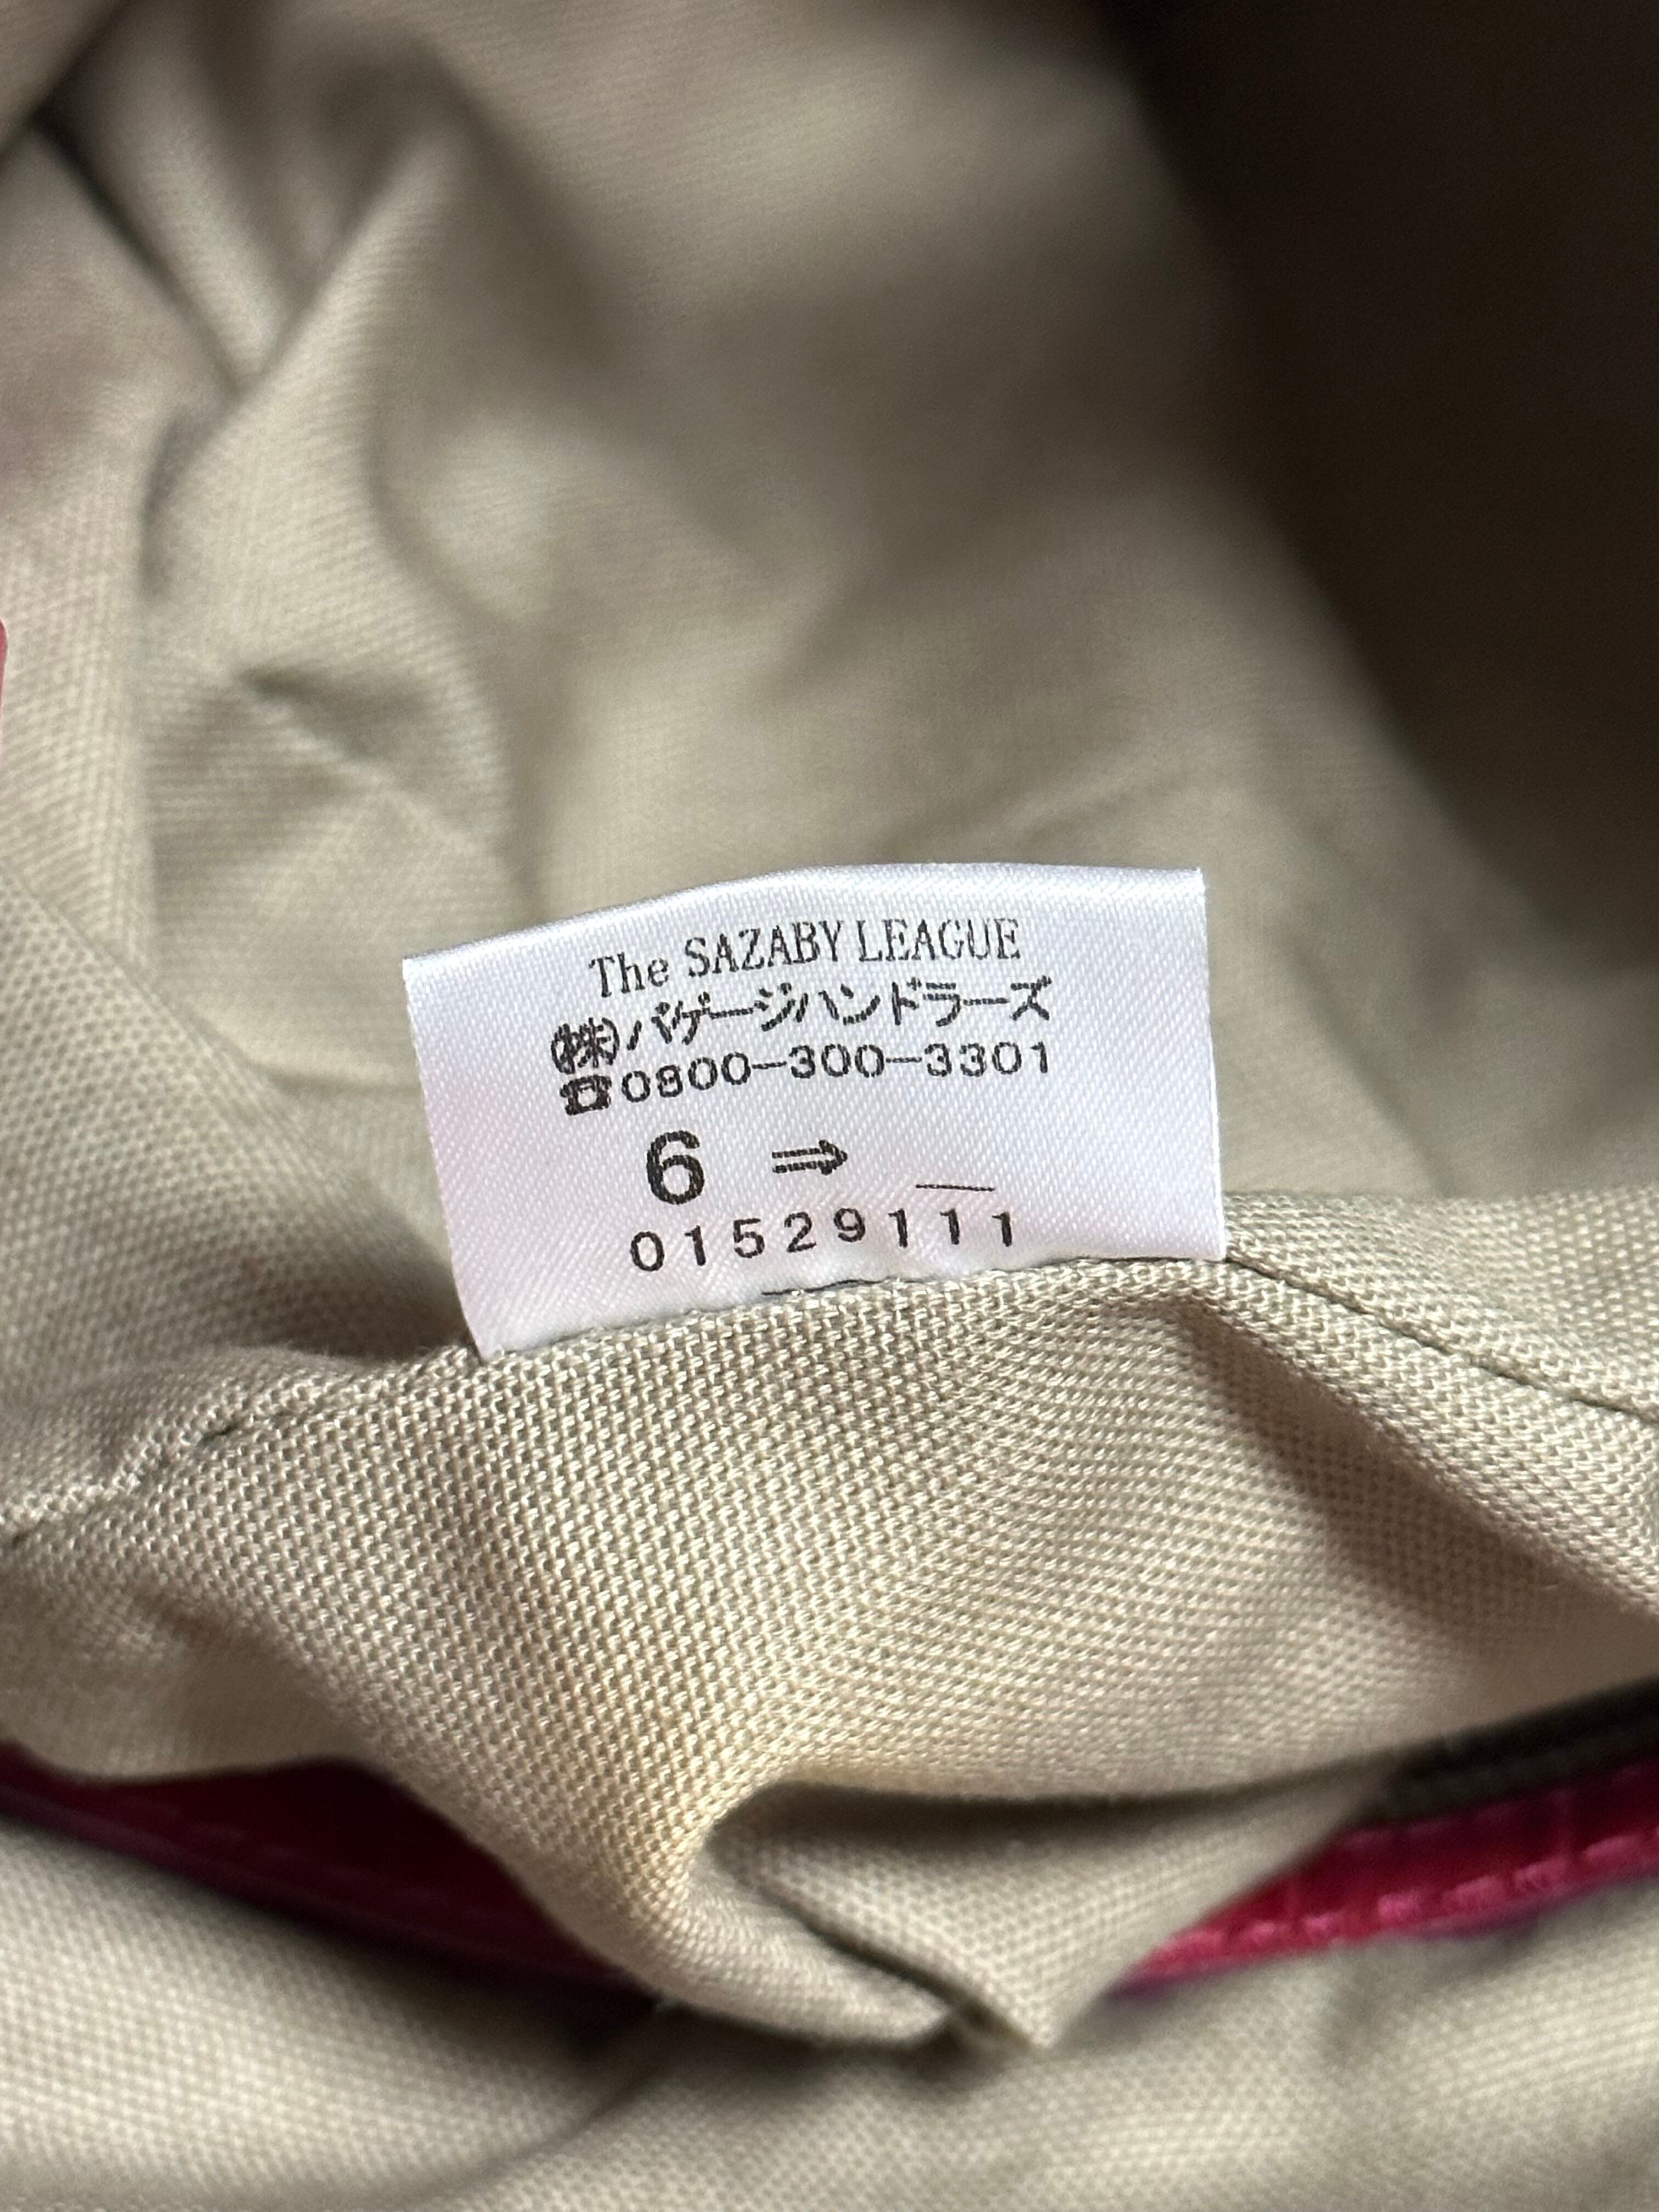 The SAZABY LEAGUE
㈱バゲージハンドラーズ
☎0800-300-3301
6 ⇒ _
01529111